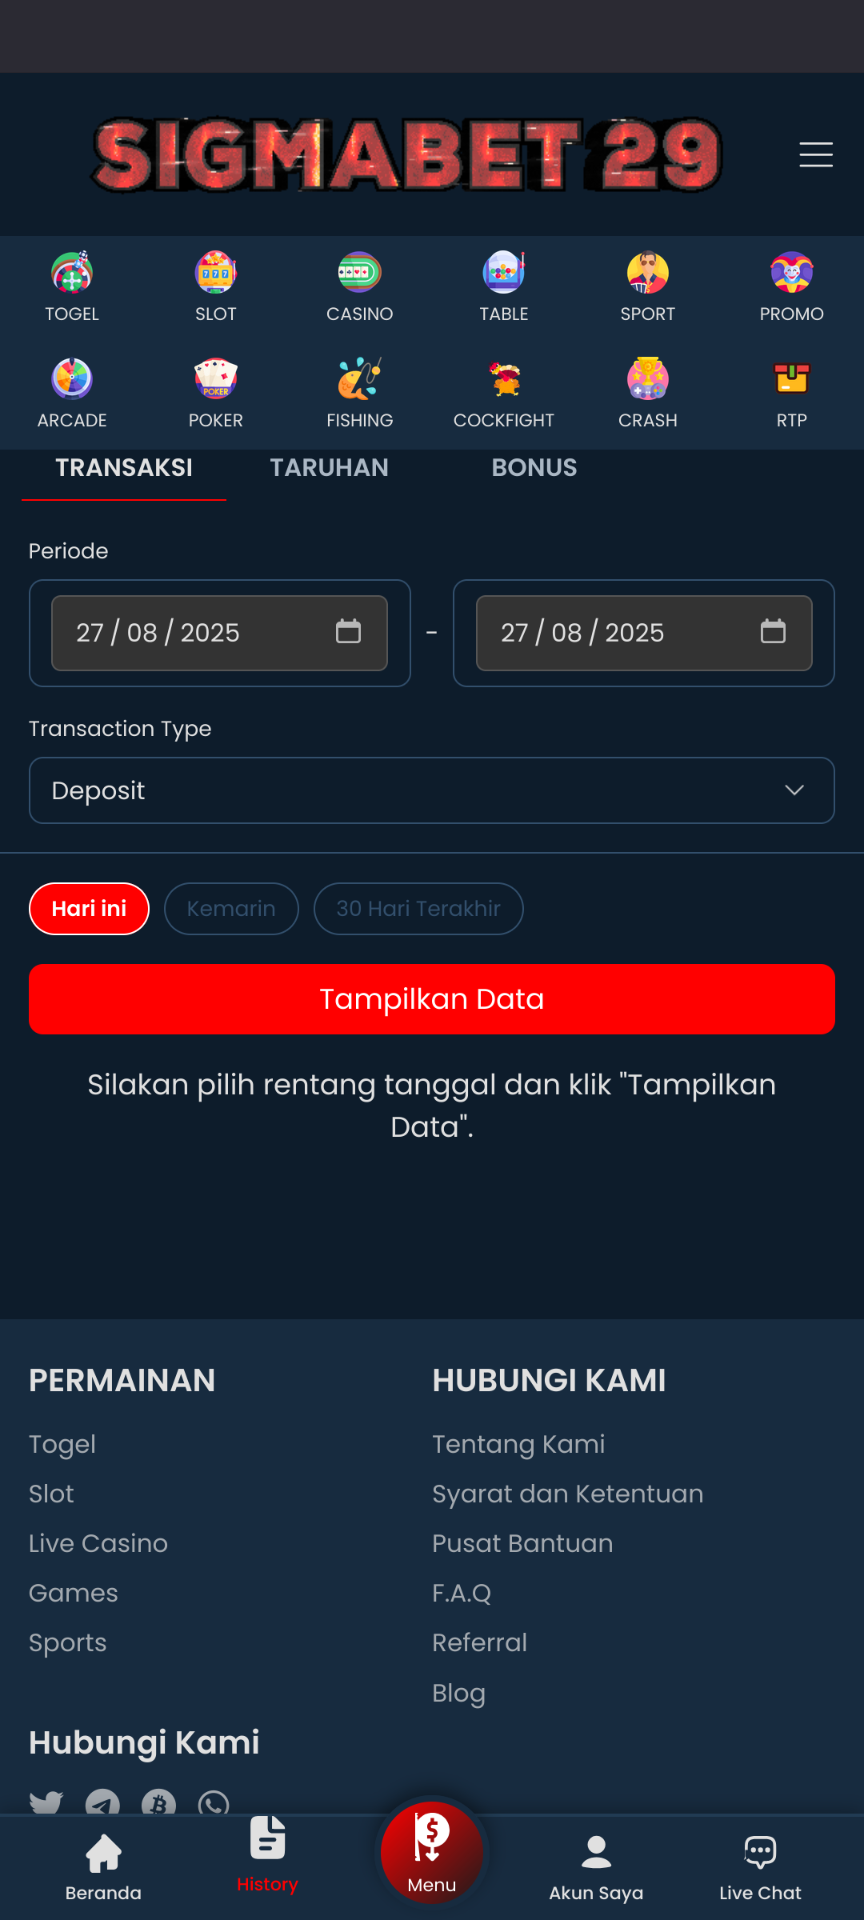 SIGMABET 29
TOGEL SLOT CASINO TABLE SPORT PROMO
ARCADE POKER FISHING COCKFIGHT CRASH RTP
TRANSAKSI TARUHAN BONUS
Periode
27 / 08 / 2025 - 27 / 08 / 2025
Transaction Type
Deposit
Hari ini Kemarin 30 Hari Terakhir
Tampilkan Data
Silakan pilih rentang tanggal dan klik "Tampilkan
Data".
PERMAINAN
Togel
Slot
Live Casino
Games
Sports
HUBUNGI KAMI
Tentang Kami
Syarat dan Ketentuan
Pusat Bantuan
F.A.Q
Referral
Blog
Hubungi Kami
Beranda History Menu Akun Saya Live Chat